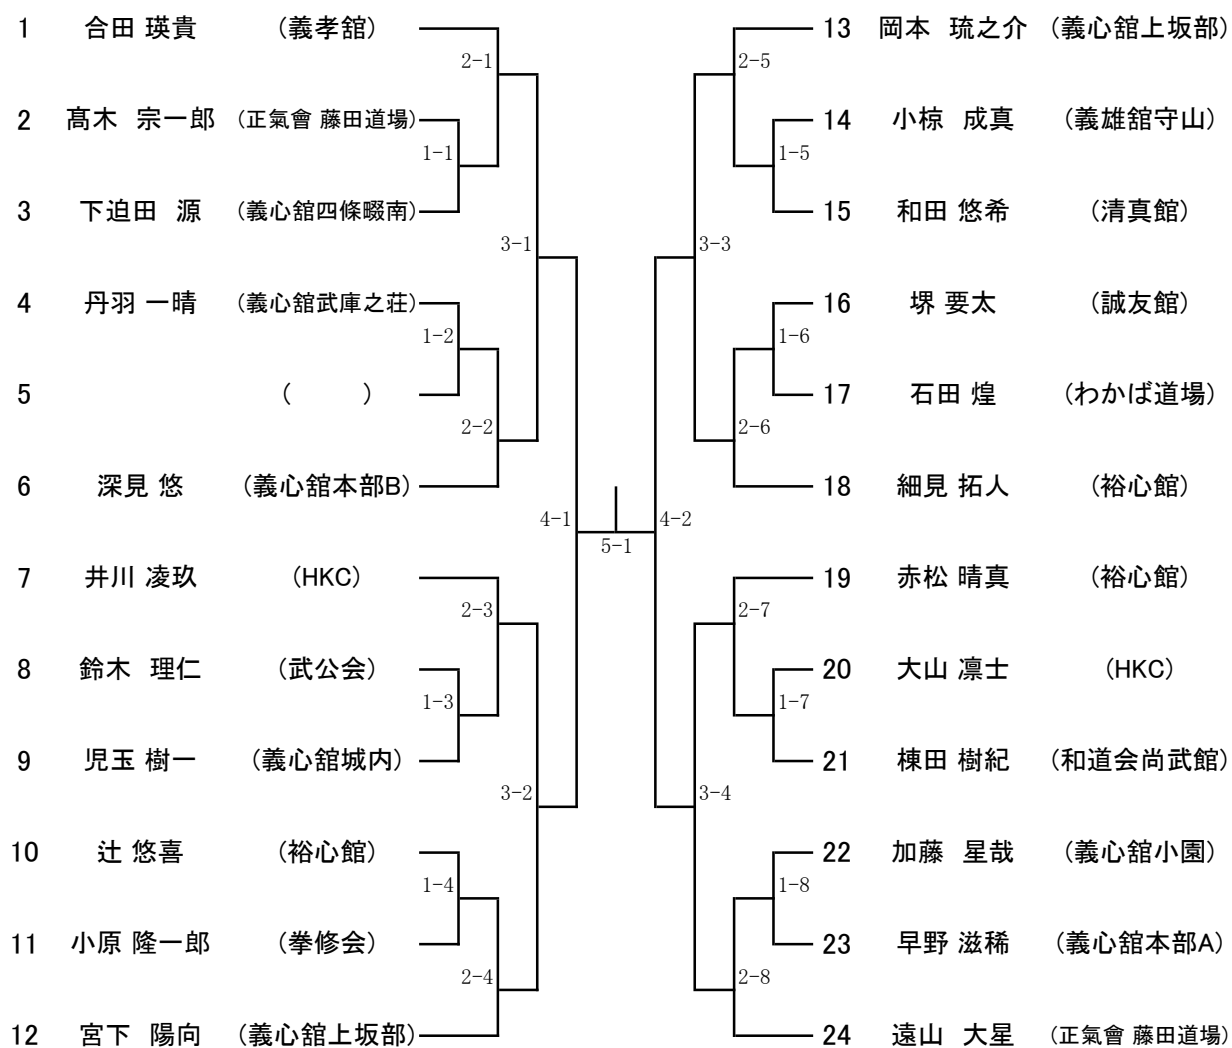 1 合田 瑛貴 (義孝舘)
2-1
2 髙木 宗一郎 (正氣會 藤田道場)
1-1
3 下迫田 源 (義心舘四條畷南)
3-1
4 丹羽 一晴 (義心舘武庫之荘)
1-2
5 ( )
2-2
6 深見 悠 (義心舘本部B)
4-1
7 井川 凌玖 (HKC)
2-3
8 鈴木 理仁 (武公会)
1-3
9 児玉 樹一 (義心舘城内)
3-2
10 辻 悠喜 (裕心館)
1-4
11 小原 隆一郎 (拳修会)
2-4
12 宮下 陽向 (義心舘上坂部)
5-1
13 岡本 琉之介 (義心舘上坂部)
2-5
14 小椋 成真 (義雄舘守山)
1-5
15 和田 悠希 (清真館)
3-3
16 堺 要太 (誠友館)
1-6
17 石田 煌 (わかば道場)
2-6
18 細見 拓人 (裕心館)
4-2
19 赤松 晴真 (裕心館)
2-7
20 大山 凛士 (HKC)
1-7
21 棟田 樹紀 (和道会尚武館)
3-4
22 加藤 星哉 (義心舘小園)
1-8
23 早野 滋稀 (義心舘本部A)
2-8
24 遠山 大星 (正氣會 藤田道場)